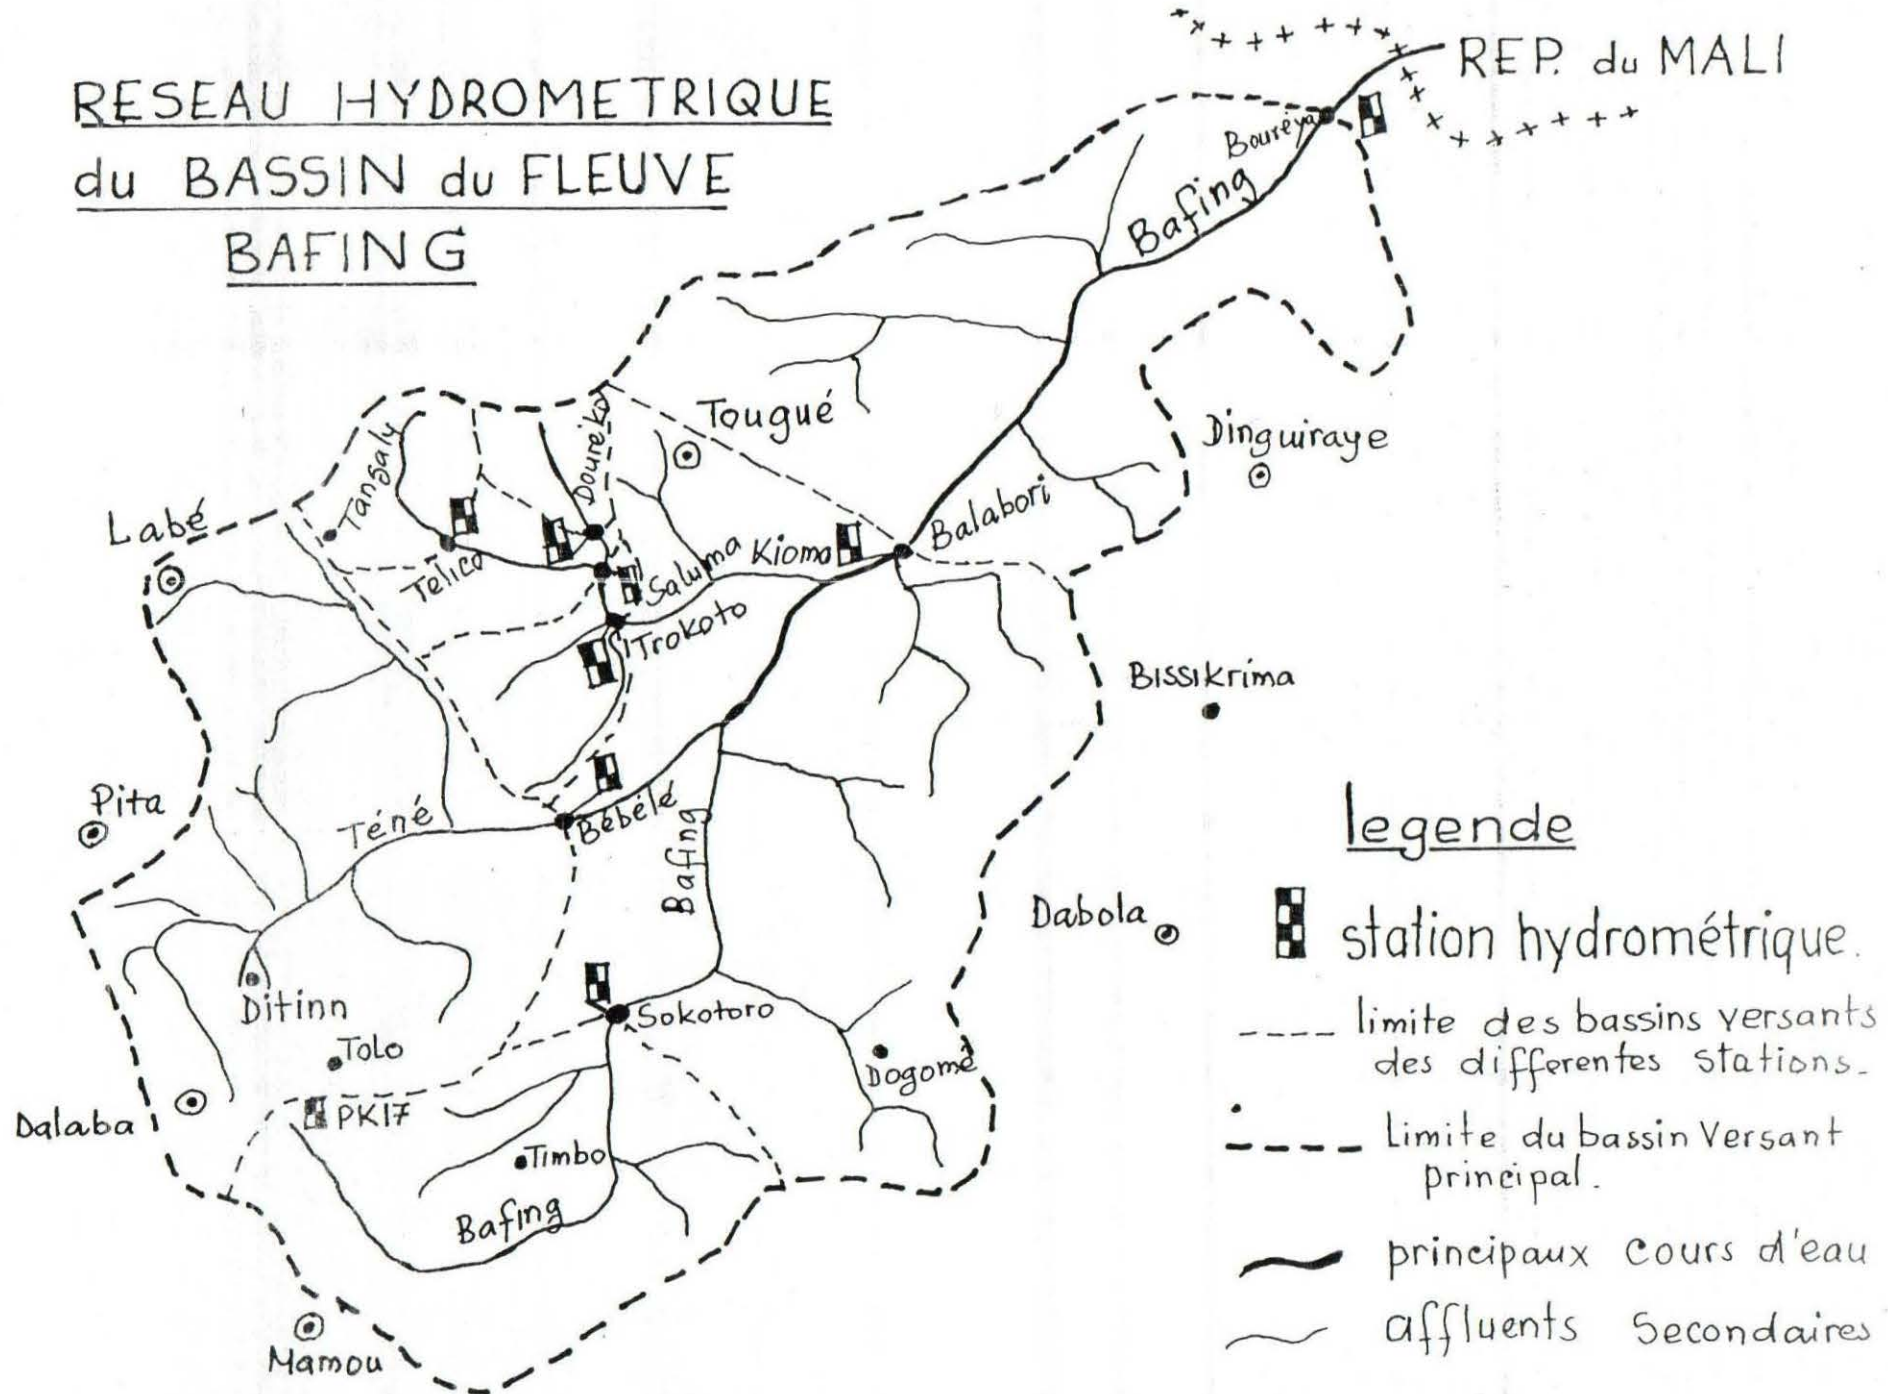 RESEAU HYDROMETRIQUE
du BASSIN du FLEUVE
BAFING
REP. du MALI
Bouréya
Bafing
Tougué
Dinguiraye
Doureko
Tangaly
Labé
Balabori
Kioma
Saluma
Télico
Trokoto
Bissikrima
Pita
Téné
Bébélé
Bafing
Dabola
Ditinn
Sokotoro
Tolo
Dogomê
PK17
Dalaba
Timbo
Bafing
Mamou
legende
station hydrométrique.
limite des bassins versants
des differentes stations.
Limite du bassin Versant
principal.
principaux cours d'eau
affluents Secondaires